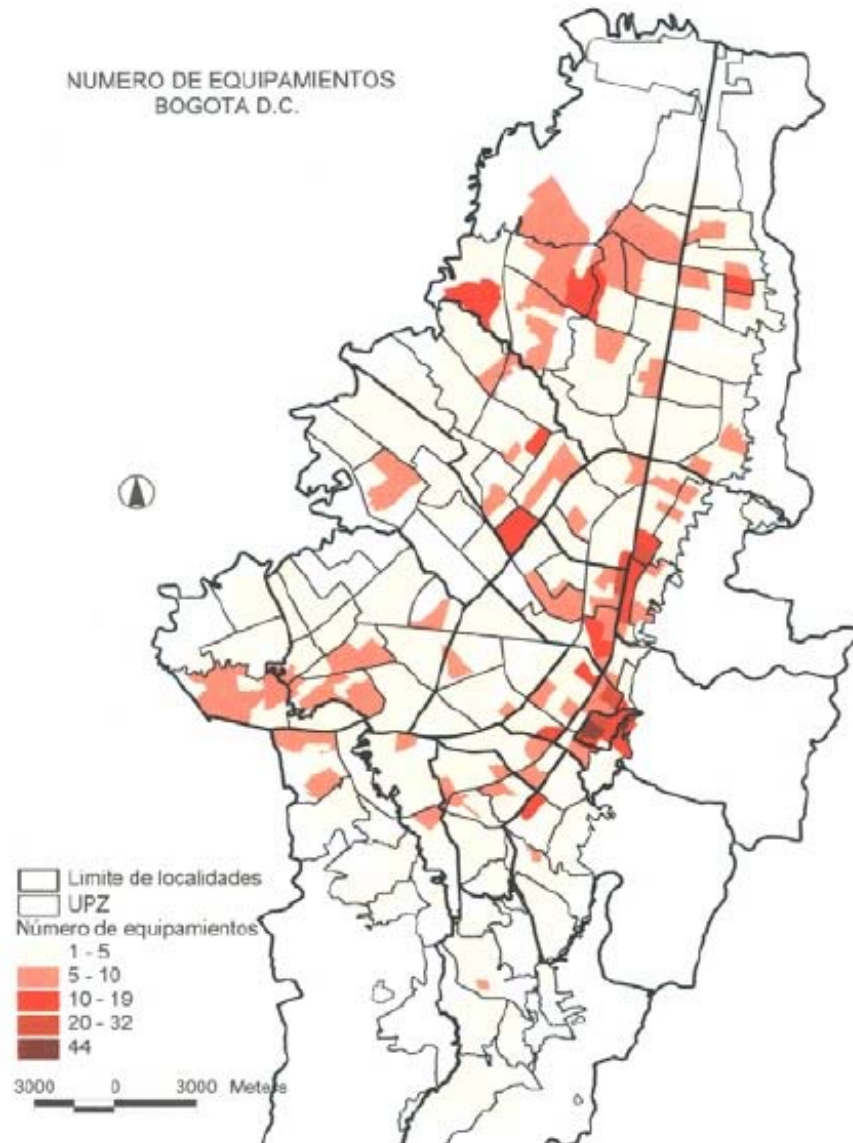 NUMERO DE EQUIPAMIENTOS
BOGOTA D.C.
Limite de localidades
UPZ
Número de equipamientos
1 - 5
5 - 10
10 - 19
20 - 32
44
3000 0 3000 Meters